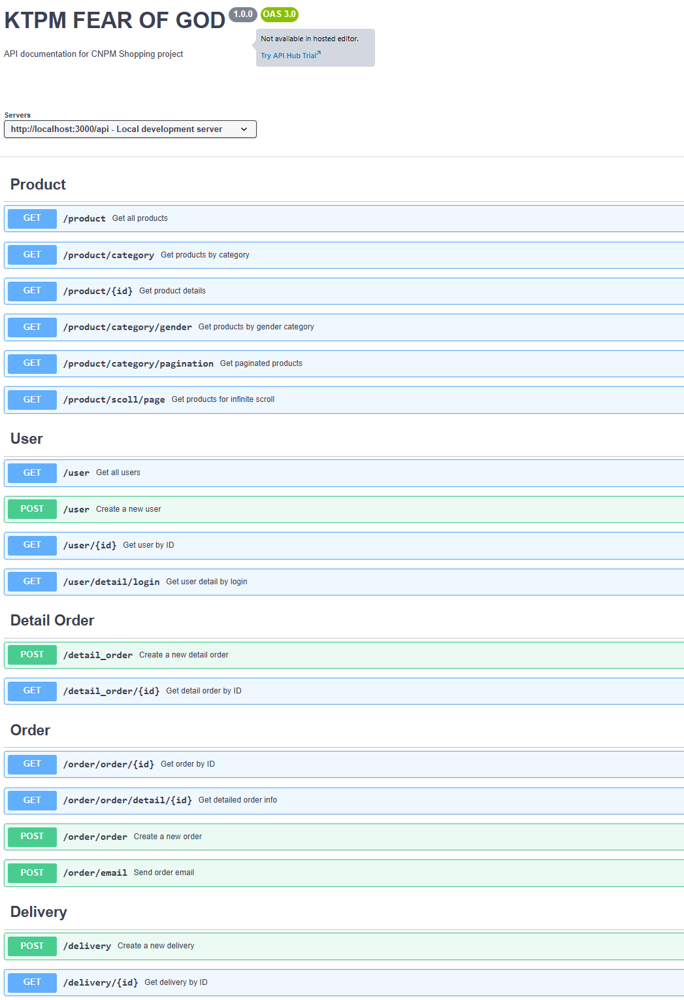 KTPM FEAR OF GOD 1.0.0 OAS 3.0
Not available in hosted editor.
Try API Hub Trial
API documentation for CNPM Shopping project
Servers
http://localhost:3000/api - Local development server
Product
GET /product Get all products
GET /product/category Get products by category
GET /product/{id} Get product details
GET /product/category/gender Get products by gender category
GET /product/category/pagination Get paginated products
GET /product/scoll/page Get products for infinite scroll
User
GET /user Get all users
POST /user Create a new user
GET /user/{id} Get user by ID
GET /user/detail/login Get user detail by login
Detail Order
POST /detail_order Create a new detail order
GET /detail_order/{id} Get detail order by ID
Order
GET /order/order/{id} Get order by ID
GET /order/order/detail/{id} Get detailed order info
POST /order/order Create a new order
POST /order/email Send order email
Delivery
POST /delivery Create a new delivery
GET /delivery/{id} Get delivery by ID